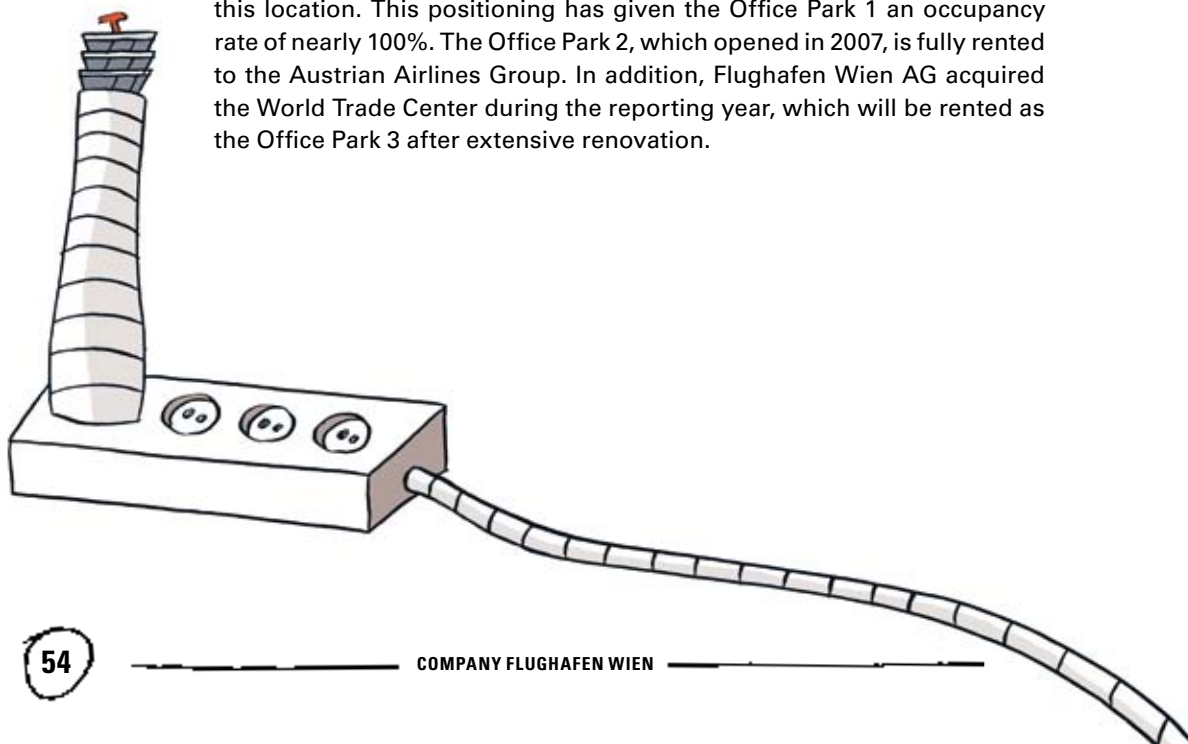 this location. This positioning has given the Office Park 1 an occupancy
rate of nearly 100%. The Office Park 2, which opened in 2007, is fully rented
to the Austrian Airlines Group. In addition, Flughafen Wien AG acquired
the World Trade Center during the reporting year, which will be rented as
the Office Park 3 after extensive renovation.
54
COMPANY FLUGHAFEN WIEN